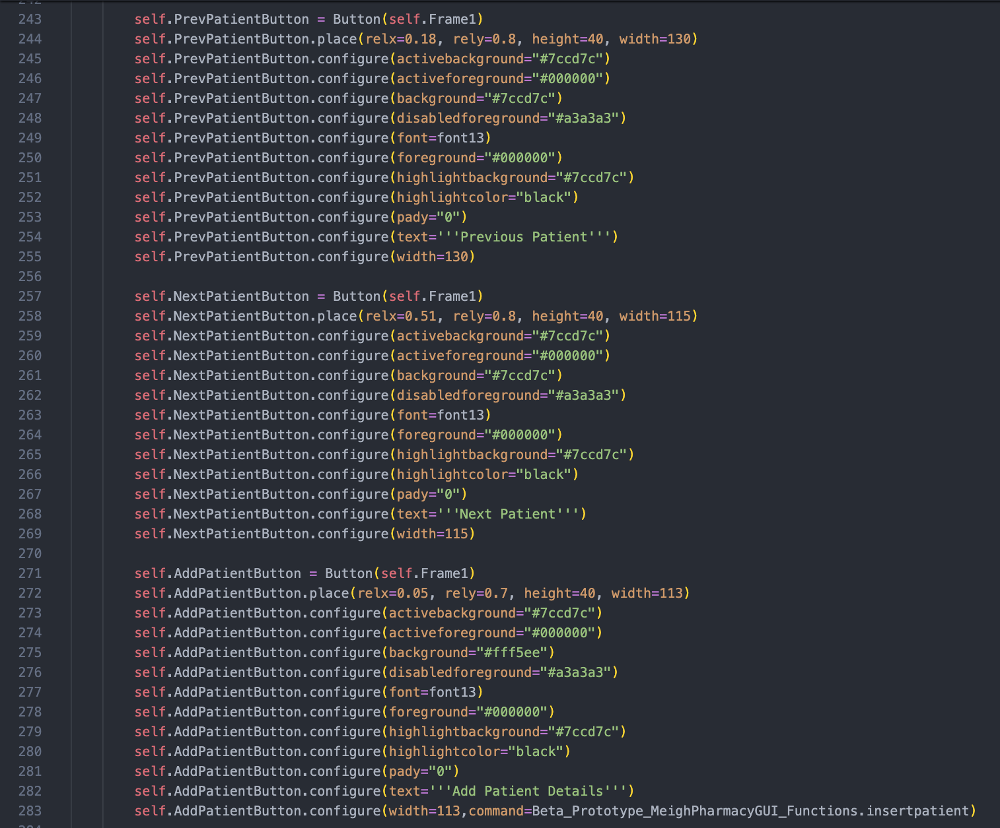 243 self.PrevPatientButton = Button(self.Frame1)
244 self.PrevPatientButton.place(relx=0.18, rely=0.8, height=40, width=130)
245 self.PrevPatientButton.configure(activebackground="#7ccd7c")
246 self.PrevPatientButton.configure(activeforeground="#000000")
247 self.PrevPatientButton.configure(background="#7ccd7c")
248 self.PrevPatientButton.configure(disabledforeground="#a3a3a3")
249 self.PrevPatientButton.configure(font=font13)
250 self.PrevPatientButton.configure(foreground="#000000")
251 self.PrevPatientButton.configure(highlightbackground="#7ccd7c")
252 self.PrevPatientButton.configure(highlightcolor="black")
253 self.PrevPatientButton.configure(pady="0")
254 self.PrevPatientButton.configure(text='''Previous Patient''')
255 self.PrevPatientButton.configure(width=130)
256
257 self.NextPatientButton = Button(self.Frame1)
258 self.NextPatientButton.place(relx=0.51, rely=0.8, height=40, width=115)
259 self.NextPatientButton.configure(activebackground="#7ccd7c")
260 self.NextPatientButton.configure(activeforeground="#000000")
261 self.NextPatientButton.configure(background="#7ccd7c")
262 self.NextPatientButton.configure(disabledforeground="#a3a3a3")
263 self.NextPatientButton.configure(font=font13)
264 self.NextPatientButton.configure(foreground="#000000")
265 self.NextPatientButton.configure(highlightbackground="#7ccd7c")
266 self.NextPatientButton.configure(highlightcolor="black")
267 self.NextPatientButton.configure(pady="0")
268 self.NextPatientButton.configure(text='''Next Patient''')
269 self.NextPatientButton.configure(width=115)
270
271 self.AddPatientButton = Button(self.Frame1)
272 self.AddPatientButton.place(relx=0.05, rely=0.7, height=40, width=113)
273 self.AddPatientButton.configure(activebackground="#7ccd7c")
274 self.AddPatientButton.configure(activeforeground="#000000")
275 self.AddPatientButton.configure(background="#fff5ee")
276 self.AddPatientButton.configure(disabledforeground="#a3a3a3")
277 self.AddPatientButton.configure(font=font13)
278 self.AddPatientButton.configure(foreground="#000000")
279 self.AddPatientButton.configure(highlightbackground="#7ccd7c")
280 self.AddPatientButton.configure(highlightcolor="black")
281 self.AddPatientButton.configure(pady="0")
282 self.AddPatientButton.configure(text='''Add Patient Details''')
283 self.AddPatientButton.configure(width=113,command=Beta_Prototype_MeighPharmacyGUI_Functions.insertpatient)